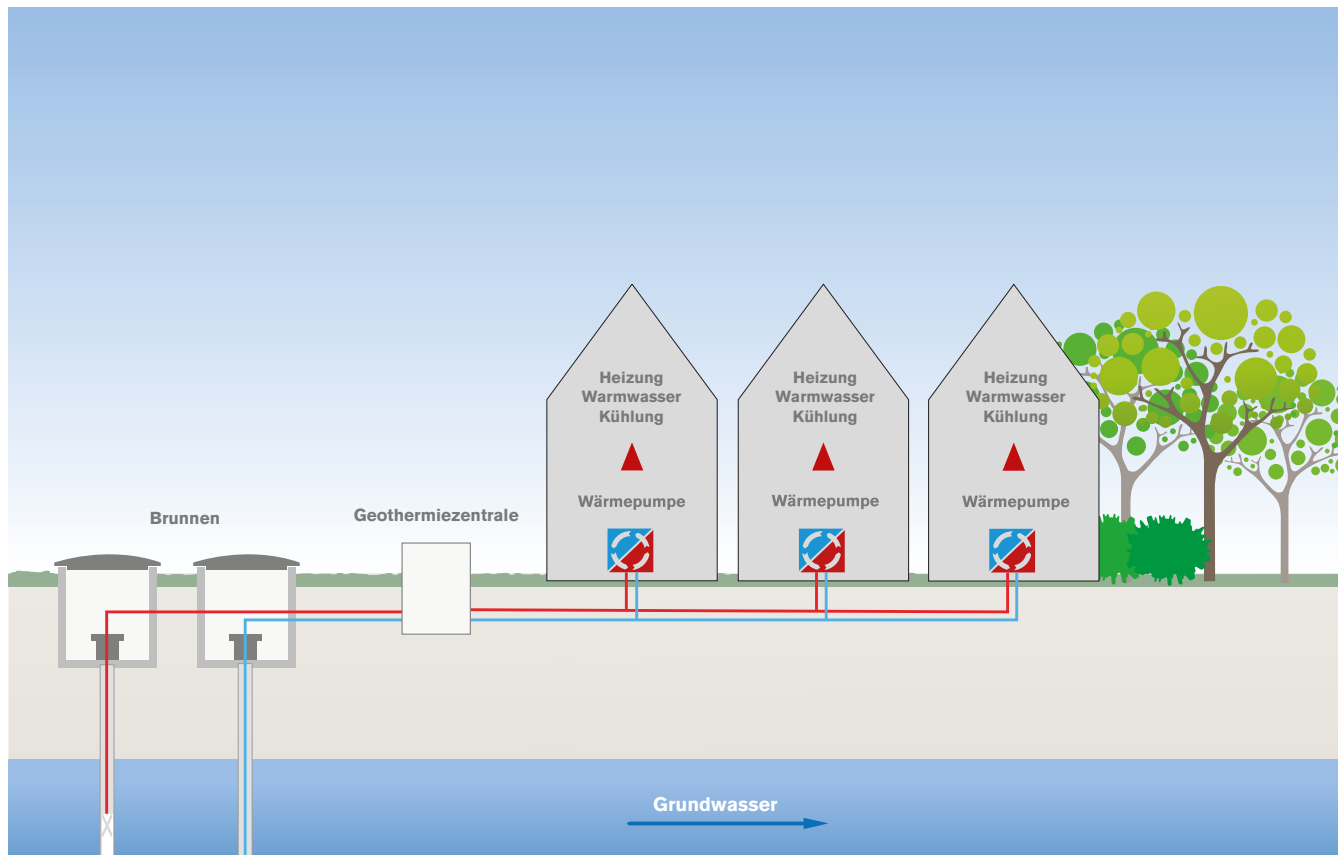 Heizung
Warmwasser
Kühlung
Heizung
Warmwasser
Kühlung
Heizung
Warmwasser
Kühlung
Wärmepumpe
Wärmepumpe
Wärmepumpe
Brunnen
Geothermiezentrale
Grundwasser